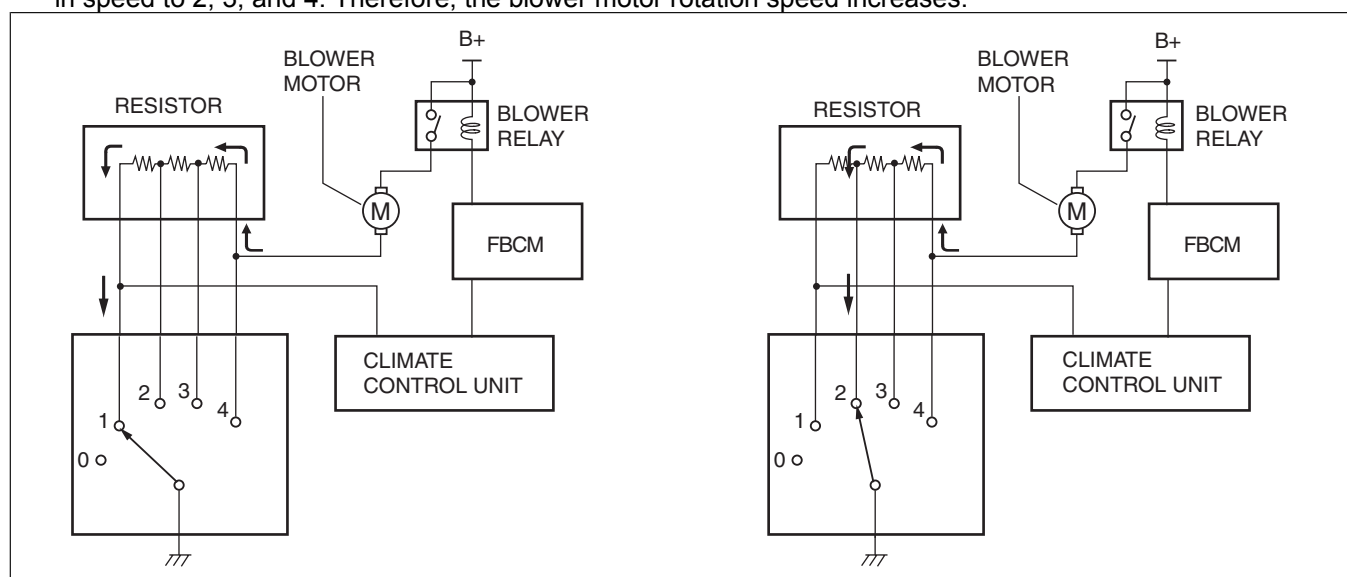 in speed to 2, 3, and 4. Therefore, the blower motor rotation speed increases.
B+
BLOWER
MOTOR
RESISTOR
BLOWER
RELAY
M
FBCM
CLIMATE
CONTROL UNIT
0
1
2
3
4
B+
BLOWER
MOTOR
RESISTOR
BLOWER
RELAY
M
FBCM
CLIMATE
CONTROL UNIT
0
1
2
3
4